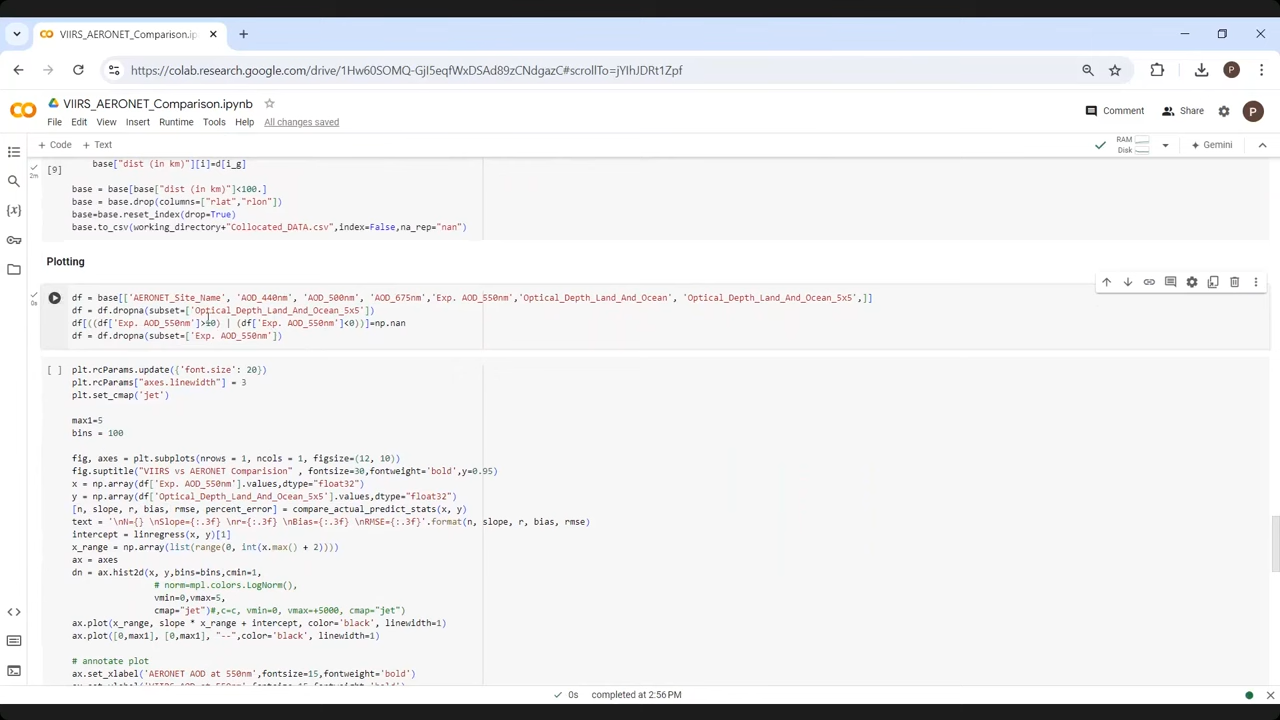 VIIRS_AERONET_Comparison.ip
https://colab.research.google.com/drive/1Hw60SOMQ-GJI5eqfWxDSAd89zCNdgazC#scrollTo=jYIhJDRt1Zpf
P
VIIRS_AERONET_Comparison.ipynb
CO
Comment
Share
P
File Edit View Insert Runtime Tools Help All changes saved
+ Code + Text
RAM
Disk
Gemini
[9]
2m
base["dist (in km)"][i]=d[i_g]
base = base[base["dist (in km)"]<100.]
base = base.drop(columns=["rlat","rlon"])
base=base.reset_index(drop=True)
base.to_csv(working_directory+"Collocated_DATA.csv",index=False,na_rep="nan")
Plotting
0s
df = base[['AERONET_Site_Name', 'AOD_440nm', 'AOD_500nm', 'AOD_675nm','Exp. AOD_550nm','Optical_Depth_Land_And_Ocean', 'Optical_Depth_Land_And_Ocean_5x5',]]
df = df.dropna(subset=['Optical_Depth_Land_And_Ocean_5x5'])
df[((df['Exp. AOD_550nm']>10) | (df['Exp. AOD_550nm']<0))]=np.nan
df = df.dropna(subset=['Exp. AOD_550nm'])
[ ]
plt.rcParams.update({'font.size': 20})
plt.rcParams["axes.linewidth"] = 3
plt.set_cmap('jet')
max1=5
bins = 100
fig, axes = plt.subplots(nrows = 1, ncols = 1, figsize=(12, 10))
fig.suptitle("VIIRS vs AERONET Comparision" , fontsize=30,fontweight='bold',y=0.95)
x = np.array(df['Exp. AOD_550nm'].values,dtype="float32")
y = np.array(df['Optical_Depth_Land_And_Ocean_5x5'].values,dtype="float32")
[n, slope, r, bias, rmse, percent_error] = compare_actual_predict_stats(x, y)
text = '\nN={} \nSlope={:.3f} \nr={:.3f} \nBias={:.3f} \nRMSE={:.3f}'.format(n, slope, r, bias, rmse)
intercept = linregress(x, y)[1]
x_range = np.array(list(range(0, int(x.max() + 2))))
ax = axes
dn = ax.hist2d(x, y,bins=bins,cmin=1,
# norm=mpl.colors.LogNorm(),
vmin=0,vmax=5,
cmap="jet")#,c=c, vmin=0, vmax=+5000, cmap="jet")
ax.plot(x_range, slope * x_range + intercept, color='black', linewidth=1)
ax.plot([0,max1], [0,max1], "--",color='black', linewidth=1)
# annotate plot
ax.set_xlabel('AERONET AOD at 550nm',fontsize=15,fontweight='bold')
0s completed at 2:56 PM